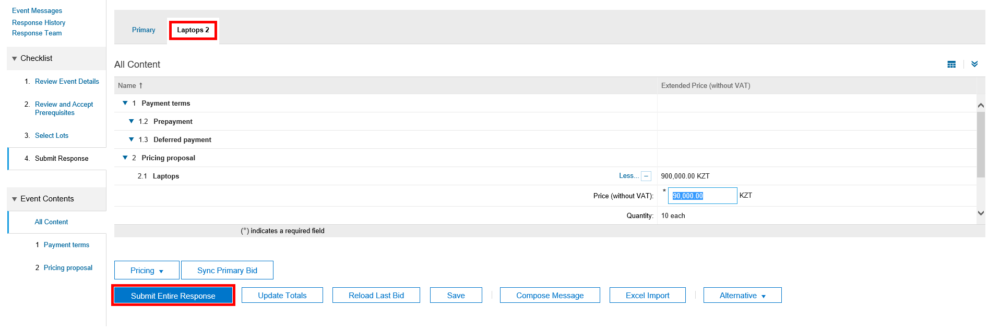 Event Messages
Response History
Response Team
Checklist
1. Review Event Details
2. Review and Accept
Prerequisites
3. Select Lots
4. Submit Response
Event Contents
All Content
1 Payment terms
2 Pricing proposal
Primary
Laptops 2
All Content
Name ↑ Extended Price (without VAT)
1 Payment terms
1.2 Prepayment
1.3 Deferred payment
2 Pricing proposal
2.1 Laptops Less... 900,000.00 KZT
Price (without VAT): * 90,000.00 KZT
Quantity: 10 each
(*) indicates a required field
Pricing Sync Primary Bid
Submit Entire Response Update Totals Reload Last Bid Save Compose Message Excel Import Alternative